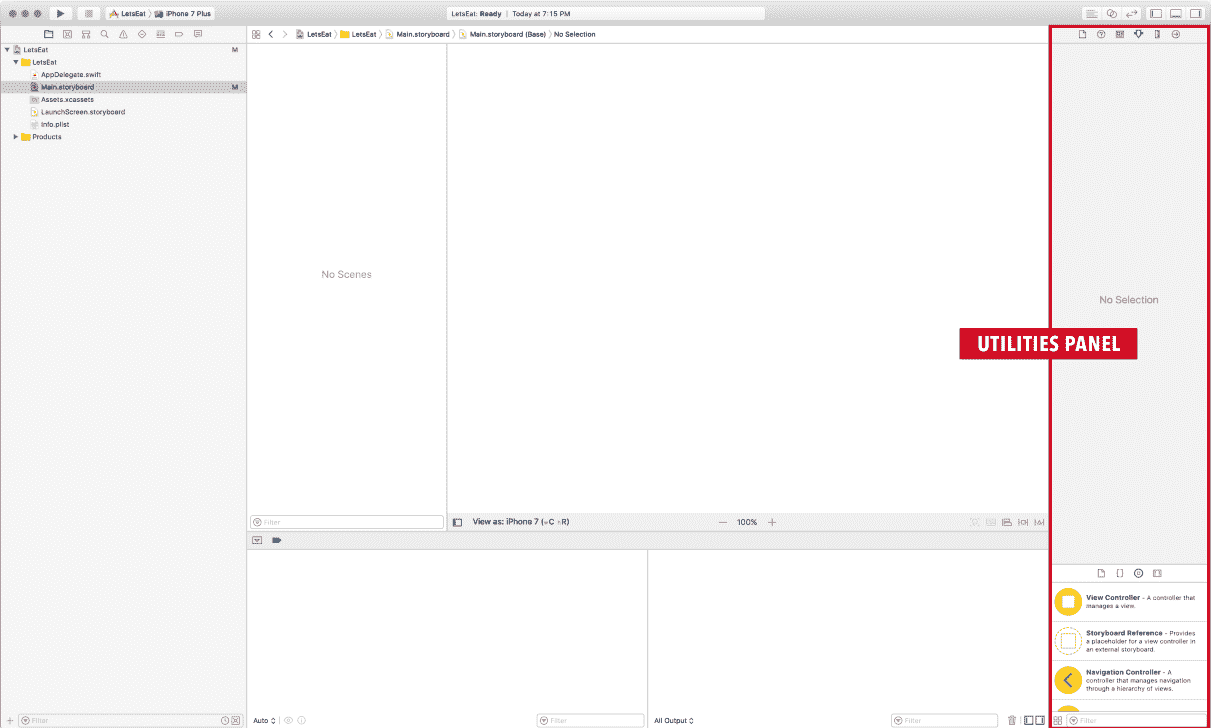 LetsEat iPhone 7 Plus
LetsEat: Ready | Today at 7:15 PM
LetsEat LetsEat Main.storyboard Main.storyboard (Base) No Selection
LetsEat M
LetsEat
AppDelegate.swift
Main.storyboard M
Assets.xcassets
LaunchScreen.storyboard
Info.plist
Products
No Scenes
No Selection
UTILITIES PANEL
Filter
View as: iPhone 7 ( C R)
100%
View Controller - A controller that
manages a view.
Storyboard Reference - Provides
a placeholder for a view controller in
an external storyboard.
Navigation Controller - A
controller that manages navigation
through a hierarchy of views.
Filter
Auto
Filter
All Output
Filter
Filter